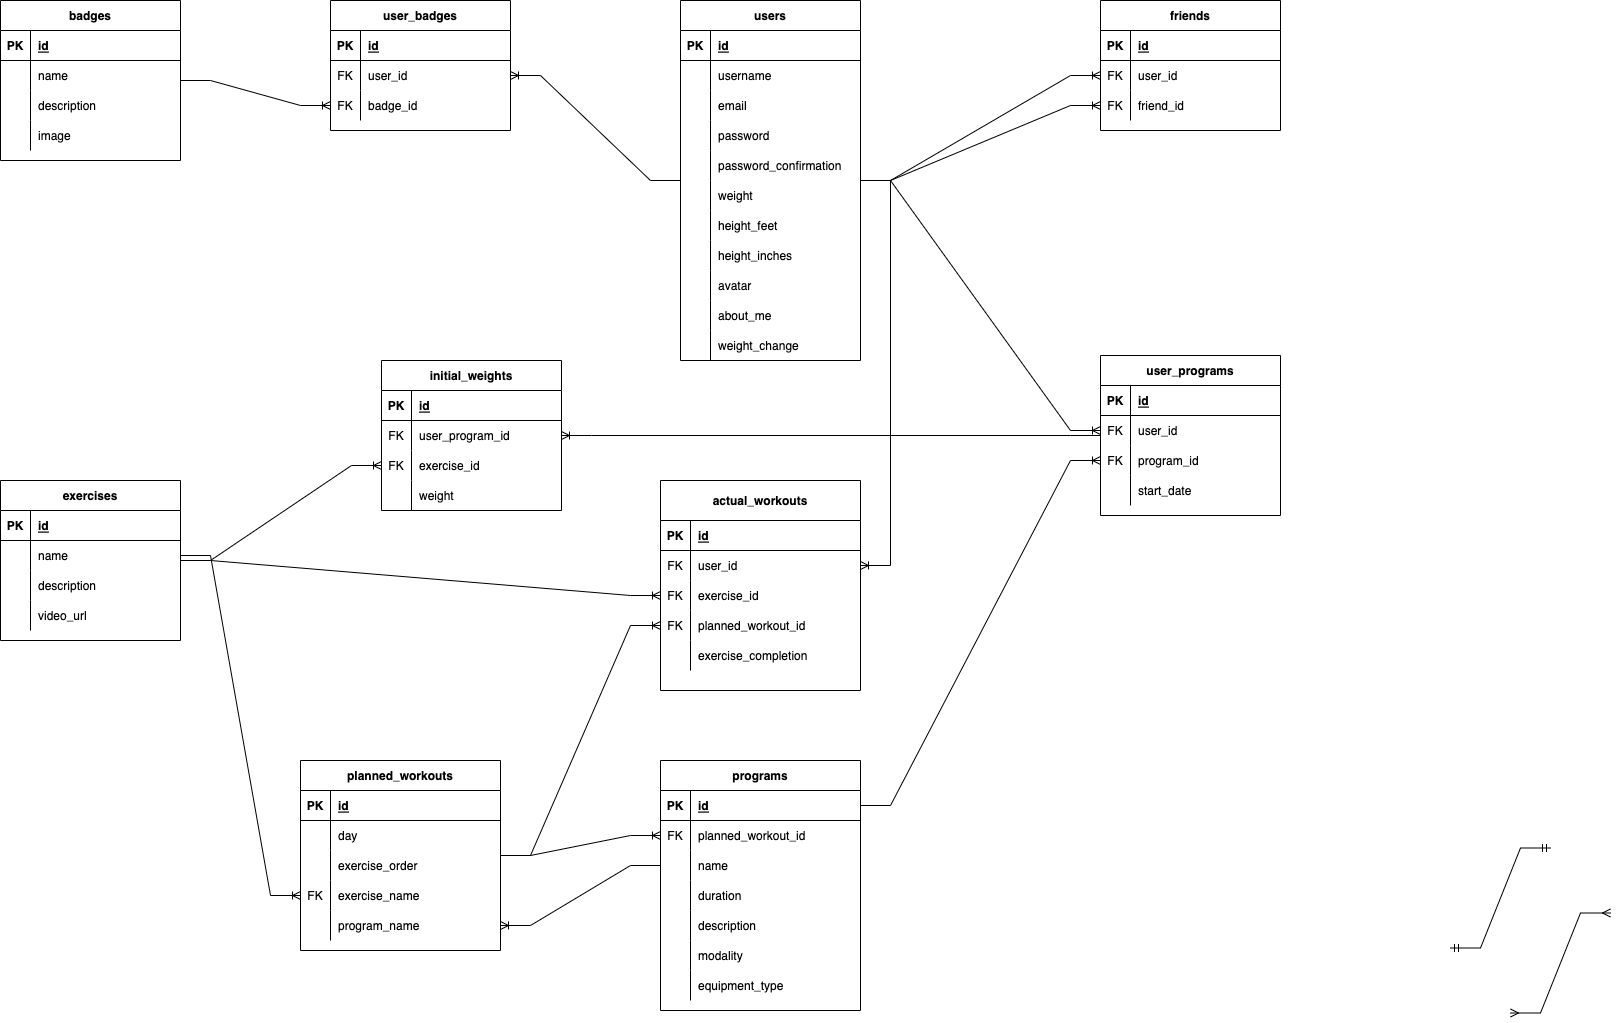 badges
PK id
name
description
image
user_badges
PK id
FK user_id
FK badge_id
users
PK id
username
email
password
password_confirmation
weight
height_feet
height_inches
avatar
about_me
weight_change
friends
PK id
FK user_id
FK friend_id
initial_weights
PK id
FK user_program_id
FK exercise_id
weight
user_programs
PK id
FK user_id
FK program_id
start_date
exercises
PK id
name
description
video_url
actual_workouts
PK id
FK user_id
FK exercise_id
FK planned_workout_id
exercise_completion
planned_workouts
PK id
day
exercise_order
FK exercise_name
program_name
programs
PK id
FK planned_workout_id
name
duration
description
modality
equipment_type